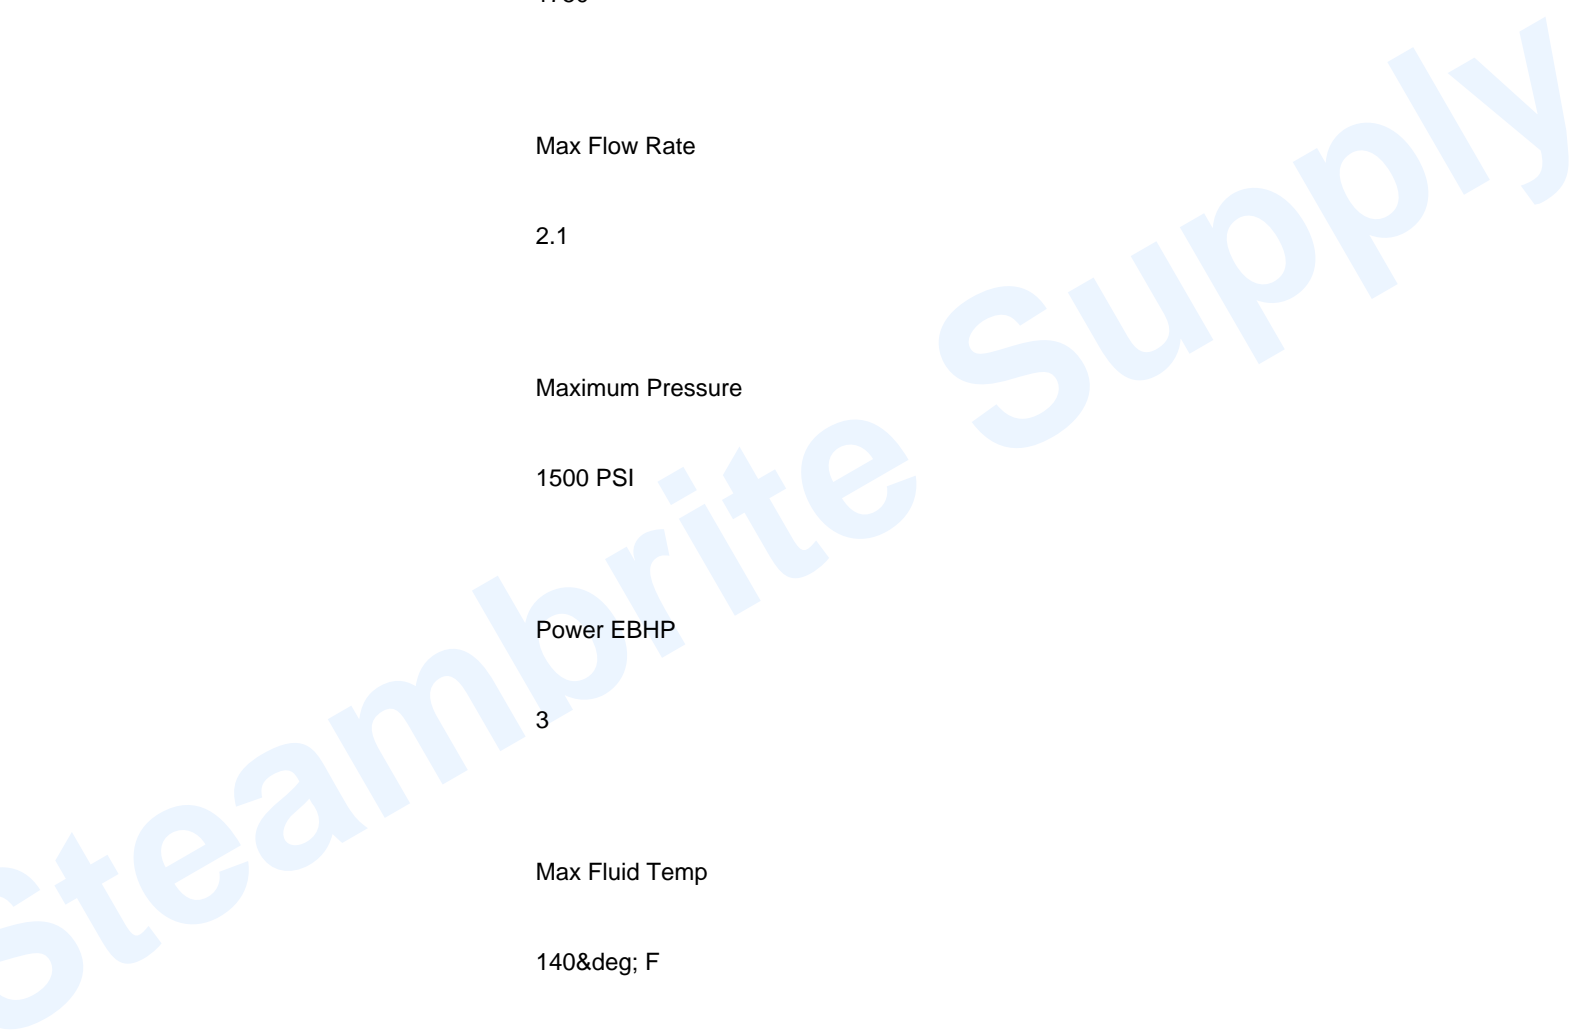 Max Flow Rate
2.1
Maximum Pressure
1500 PSI
Power EBHP
3
Max Fluid Temp
140&deg; F
Steambrite Supply